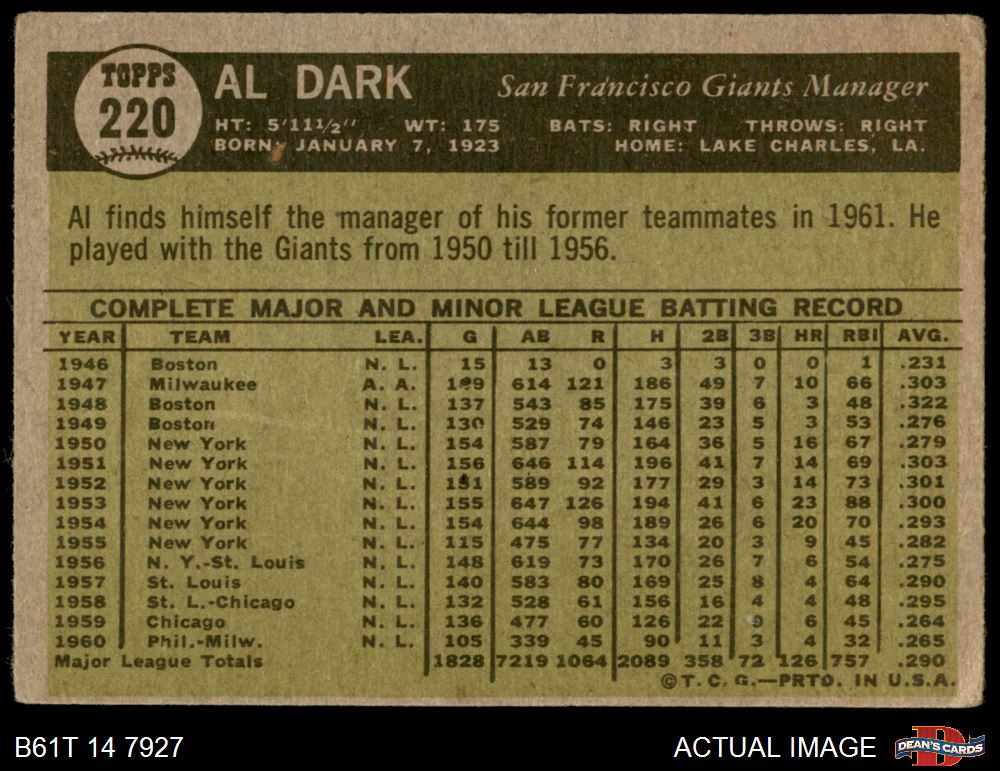 TOPPS
220
AL DARK San Francisco Giants Manager
HT: 5'11½" WT: 175 BATS: RIGHT THROWS: RIGHT
BORN: JANUARY 7, 1923 HOME: LAKE CHARLES, LA.
Al finds himself the manager of his former teammates in 1961. He
played with the Giants from 1950 till 1956.
COMPLETE MAJOR AND MINOR LEAGUE BATTING RECORD
YEAR TEAM LEA. G AB R H 2B 3B HR RBI AVG.
1946 Boston N. L. 15 13 0 3 3 0 0 1 .231
1947 Milwaukee A. A. 614 121 186 49 7 10 66 .303
1948 Boston N. L. 137 543 85 175 39 6 3 48 .322
1949 Boston N. L. 130 529 74 146 23 5 3 53 .276
1950 New York N. L. 154 587 79 164 36 5 16 67 .279
1951 New York N. L. 156 646 114 196 41 7 14 69 .303
1952 New York N. L. 589 92 177 29 3 14 73 .301
1953 New York N. L. 155 647 126 194 41 6 23 88 .300
1954 New York N. L. 154 644 98 189 26 6 20 70 .293
1955 New York N. L. 115 475 77 134 20 3 9 45 .282
1956 N. Y.-St. Louis N. L. 148 619 73 170 26 7 6 54 .275
1957 St. Louis N. L. 140 583 80 169 25 8 4 64 .290
1958 St. L.-Chicago N. L. 132 528 61 156 16 4 4 48 .295
1959 Chicago N. L. 136 477 60 126 22 9 6 45 .264
1960 Phil.-Milw. N. L. 105 339 45 90 11 3 4 32 .265
Major League Totals 1828 7219 1064 2089 358 72 126 757 .290
© T. C. G.—PRTD. IN U.S.A.
B61T 14 7927 ACTUAL IMAGE DEAN'S CARDS